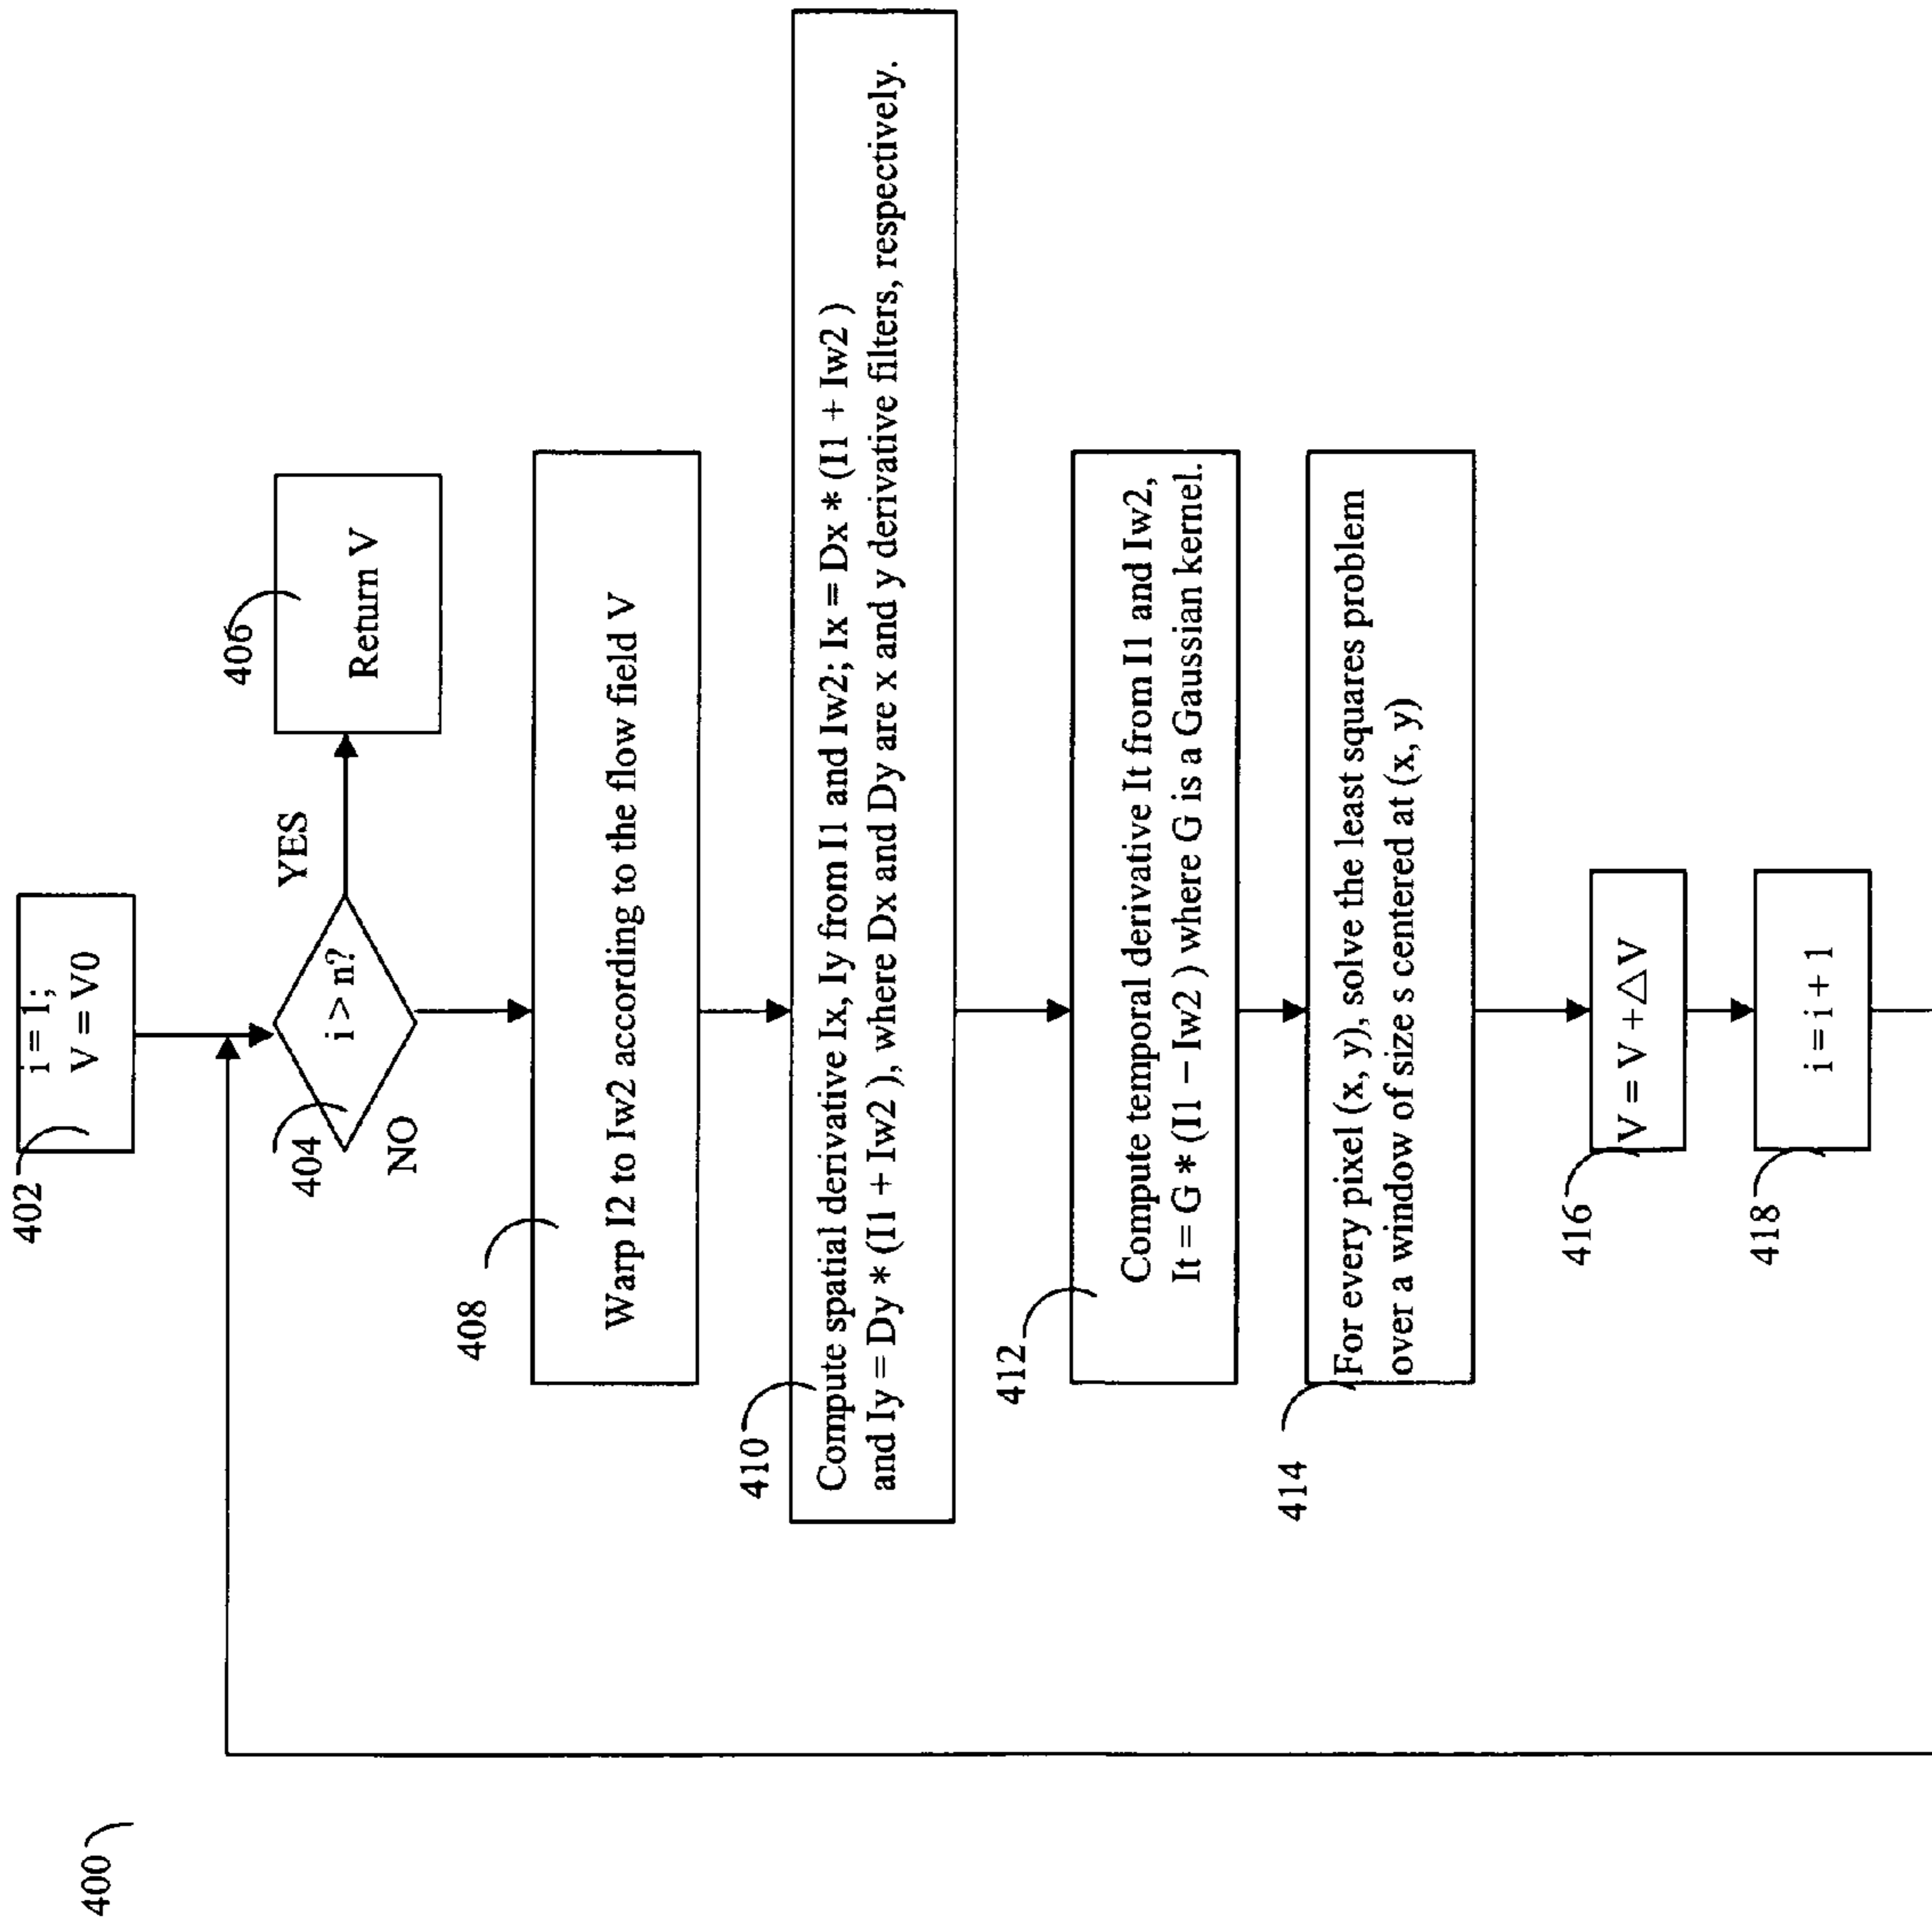 400
402
i = 1;
V = V0
404
i > n?
YES
406
Return V
NO
408
Warp I2 to Iw2 according to the flow field V
410
Compute spatial derivative Ix, Iy from I1 and Iw2; Ix = Dx * (I1 + Iw2 )
and Iy = Dy * (I1 + Iw2 ), where Dx and Dy are x and y derivative filters, respectively.
412
Compute temporal derivative It from I1 and Iw2,
It = G * (I1 − Iw2 ) where G is a Gaussian kernel.
414
For every pixel (x, y), solve the least squares problem
over a window of size s centered at (x, y)
416
V = V + △V
418
i = i + 1